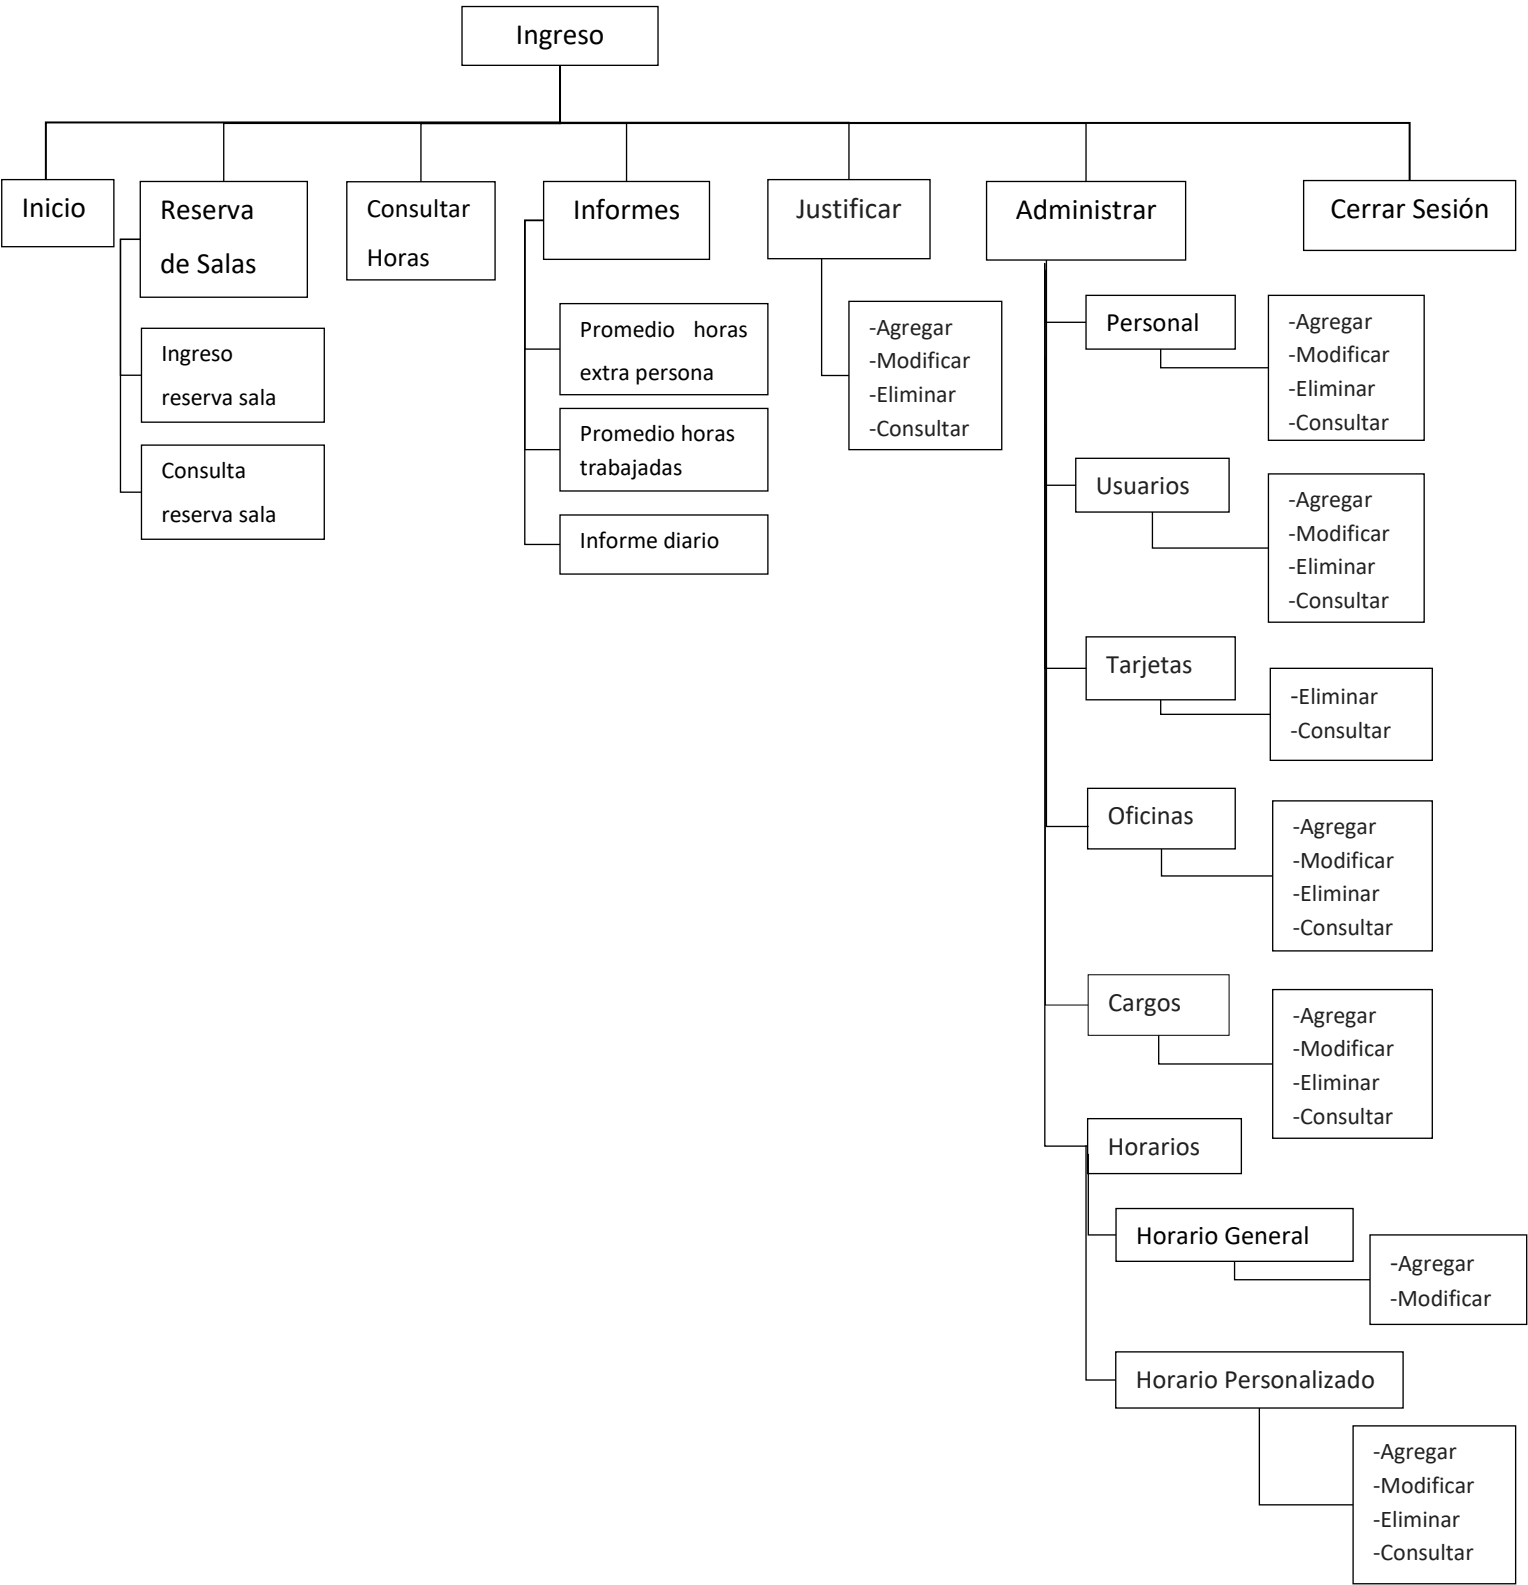 Ingreso
Inicio
Reserva
de Salas
Ingreso
reserva sala
Consulta
reserva sala
Consultar
Horas
Informes
Promedio horas
extra persona
Promedio horas
trabajadas
Informe diario
Justificar
-Agregar
-Modificar
-Eliminar
-Consultar
Administrar
Personal
-Agregar
-Modificar
-Eliminar
-Consultar
Usuarios
-Agregar
-Modificar
-Eliminar
-Consultar
Tarjetas
-Eliminar
-Consultar
Oficinas
-Agregar
-Modificar
-Eliminar
-Consultar
Cargos
-Agregar
-Modificar
-Eliminar
-Consultar
Horarios
Horario General
-Agregar
-Modificar
Horario Personalizado
-Agregar
-Modificar
-Eliminar
-Consultar
Cerrar Sesión